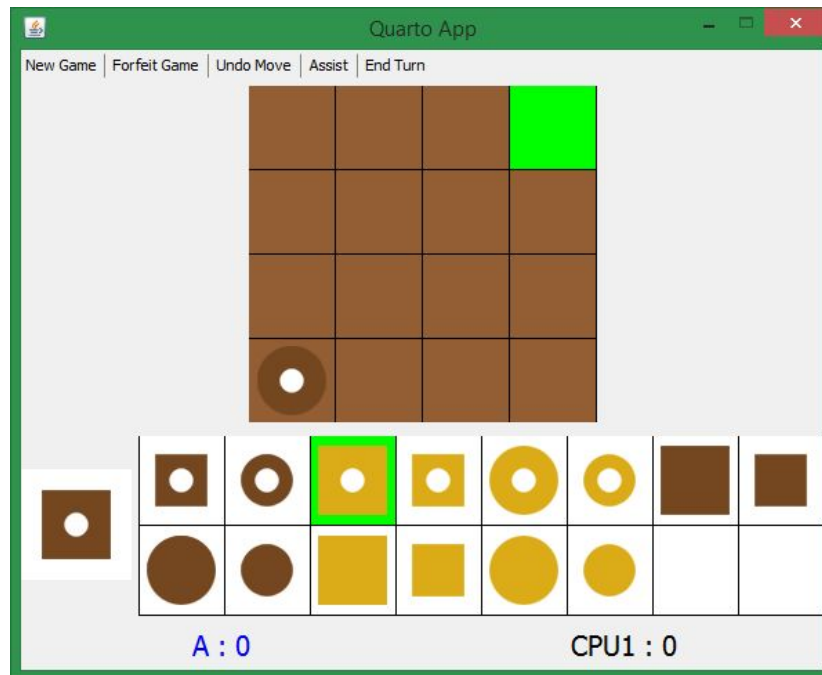 Quarto App
New Game Forfeit Game Undo Move Assist End Turn
A : 0 CPU1 : 0